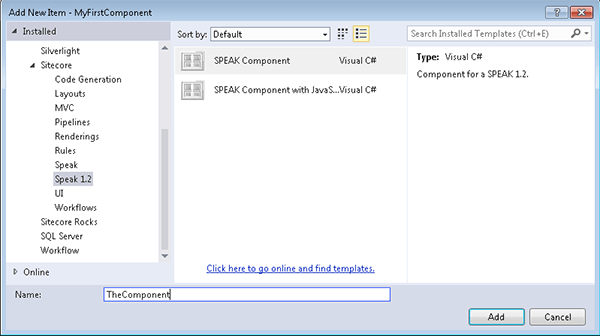 Add New Item - MyFirstComponent
Installed
Sort by: Default
Search Installed Templates (Ctrl+E)
Silverlight
Sitecore
Code Generation
Layouts
MVC
Pipelines
Renderings
Rules
Speak
Speak 1.2
UI
Workflows
Sitecore Rocks
SQL Server
Workflow
Online
SPEAK Component Visual C#
SPEAK Component with JavaS...Visual C#
Click here to go online and find templates.
Type: Visual C#
Component for a SPEAK 1.2.
Name: TheComponent
Add Cancel